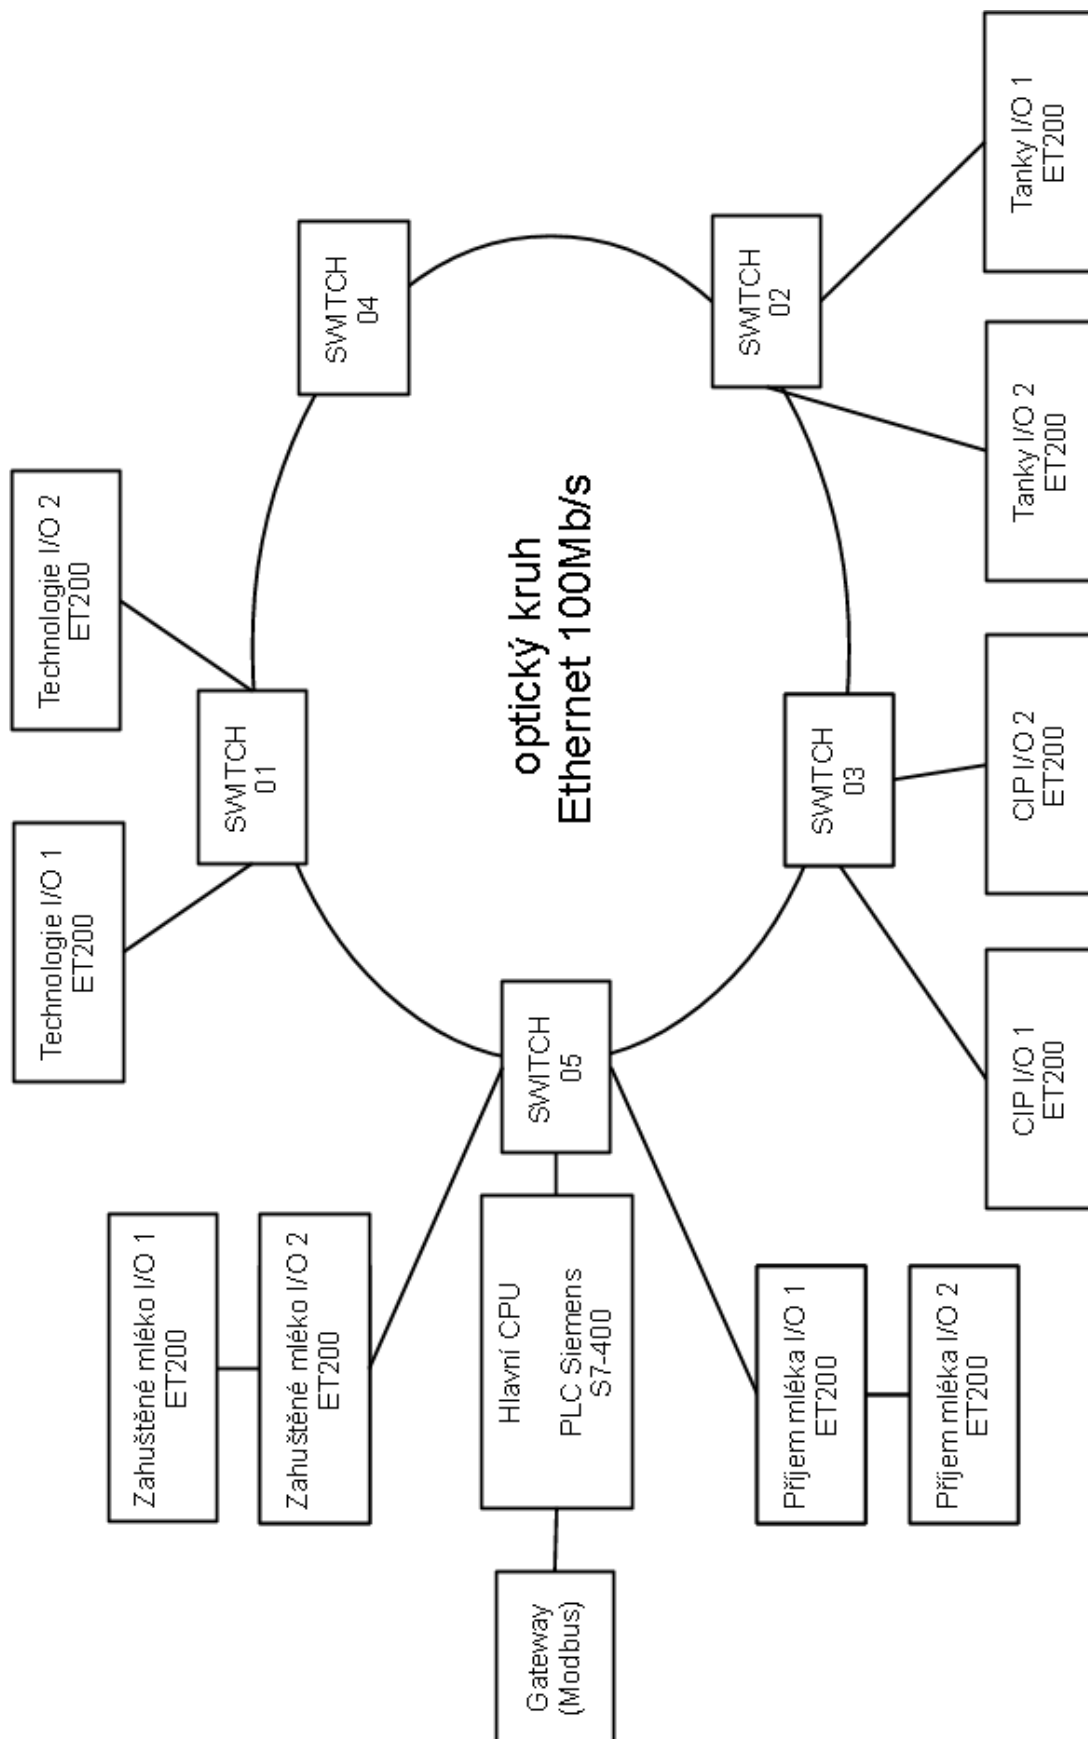 Technologie I/O 1
ET200
Technologie I/O 2
ET200
Zahuštěné mléko I/O 1
ET200
SWITCH
01
Zahuštěné mléko I/O 2
ET200
SWITCH
04
Gateway
(Modbus)
Hlavní CPU
PLC Siemens
S7-400
SWITCH
05
optický kruh
Ethernet 100Mb/s
SWITCH
02
Příjem mléka I/O 1
ET200
SWITCH
03
Příjem mléka I/O 2
ET200
CIP I/O 1
ET200
CIP I/O 2
ET200
Tanky I/O 2
ET200
Tanky I/O 1
ET200